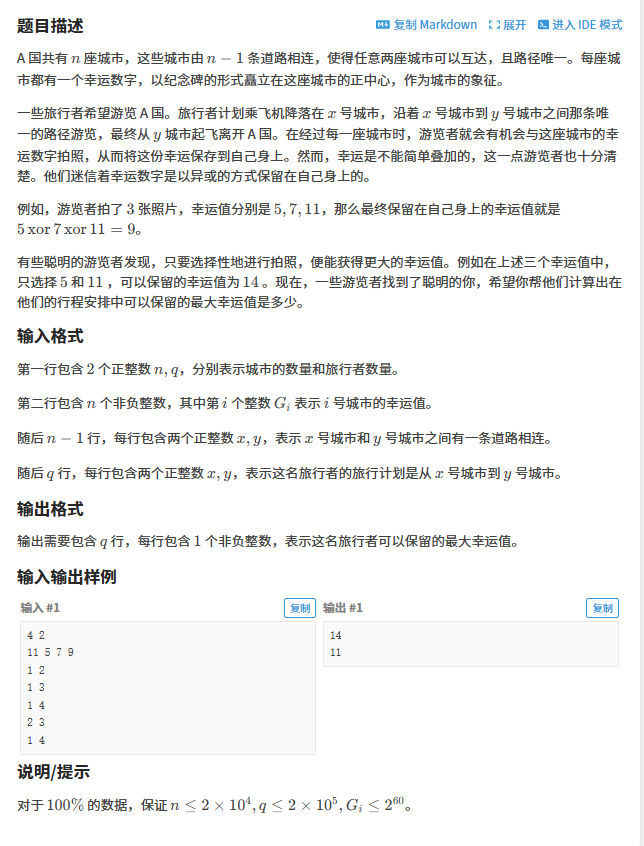 题目描述 复制 Markdown 展开 进入 IDE 模式
A 国共有 n 座城市，这些城市由 n − 1 条道路相连，使得任意两座城市可以互达，且路径唯一。每座城
市都有一个幸运数字，以纪念碑的形式矗立在这座城市的正中心，作为城市的象征。
一些旅行者希望游览 A 国。旅行者计划乘飞机降落在 x 号城市，沿着 x 号城市到 y 号城市之间那条唯
一的路径游览，最终从 y 城市起飞离开 A 国。在经过每一座城市时，游览者就会有机会与这座城市的幸
运数字拍照，从而将这份幸运保存到自己身上。然而，幸运是不能简单叠加的，这一点游览者也十分清
楚。他们迷信着幸运数字是以异或的方式保留在自己身上的。
例如，游览者拍了 3 张照片，幸运值分别是 5, 7, 11，那么最终保留在自己身上的幸运值就是
5 xor 7 xor 11 = 9。
有些聪明的游览者发现，只要选择性地进行拍照，便能获得更大的幸运值。例如在上述三个幸运值中，
只选择 5 和 11 ，可以保留的幸运值为 14 。现在，一些游览者找到了聪明的你，希望你帮他们计算出在
他们的行程安排中可以保留的最大幸运值是多少。
输入格式
第一行包含 2 个正整数 n, q，分别表示城市的数量和旅行者数量。
第二行包含 n 个非负整数，其中第 i 个整数 Gᵢ 表示 i 号城市的幸运值。
随后 n − 1 行，每行包含两个正整数 x, y，表示 x 号城市和 y 号城市之间有一条道路相连。
随后 q 行，每行包含两个正整数 x, y，表示这名旅行者的旅行计划是从 x 号城市到 y 号城市。
输出格式
输出需要包含 q 行，每行包含 1 个非负整数，表示这名旅行者可以保留的最大幸运值。
输入输出样例
输入 #1 复制
4 2
11 5 7 9
1 2
1 3
1 4
2 3
1 4
输出 #1 复制
14
11
说明/提示
对于 100% 的数据，保证 n ≤ 2 × 10⁴, q ≤ 2 × 10⁵, Gᵢ ≤ 2⁶⁰。